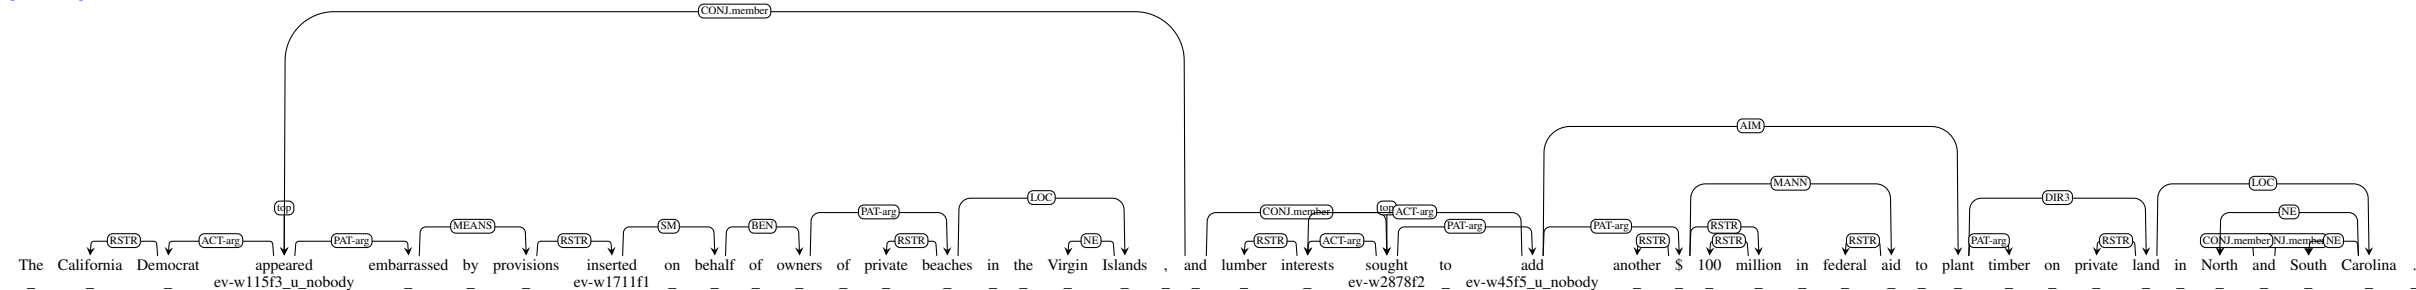 CONJ.member
AIM
MANN
LOC DIR3 LOC
top PAT-arg CONJ.member top ACT-arg NE
MEANS SM BEN PAT-arg PAT-arg RSTR
RSTR ACT-arg PAT-arg RSTR RSTR NE RSTR ACT-arg RSTR RSTR RSTR PAT-arg RSTR CONJ.member NJ.member NE
The California Democrat appeared embarrassed by provisions inserted on behalf of owners of private beaches in the Virgin Islands , and lumber interests sought to add another $ 100 million in federal aid to plant timber on private land in North and South Carolina .
_ _ _ ev-w115f3_u_nobody _ _ _ ev-w1711f1 _ _ _ _ _ _ _ _ _ _ _ _ _ _ _ ev-w2878f2 _ ev-w45f5_u_nobody _ _ _ _ _ _ _ _ _ _ _ _ _ _ _ _ _ _ _